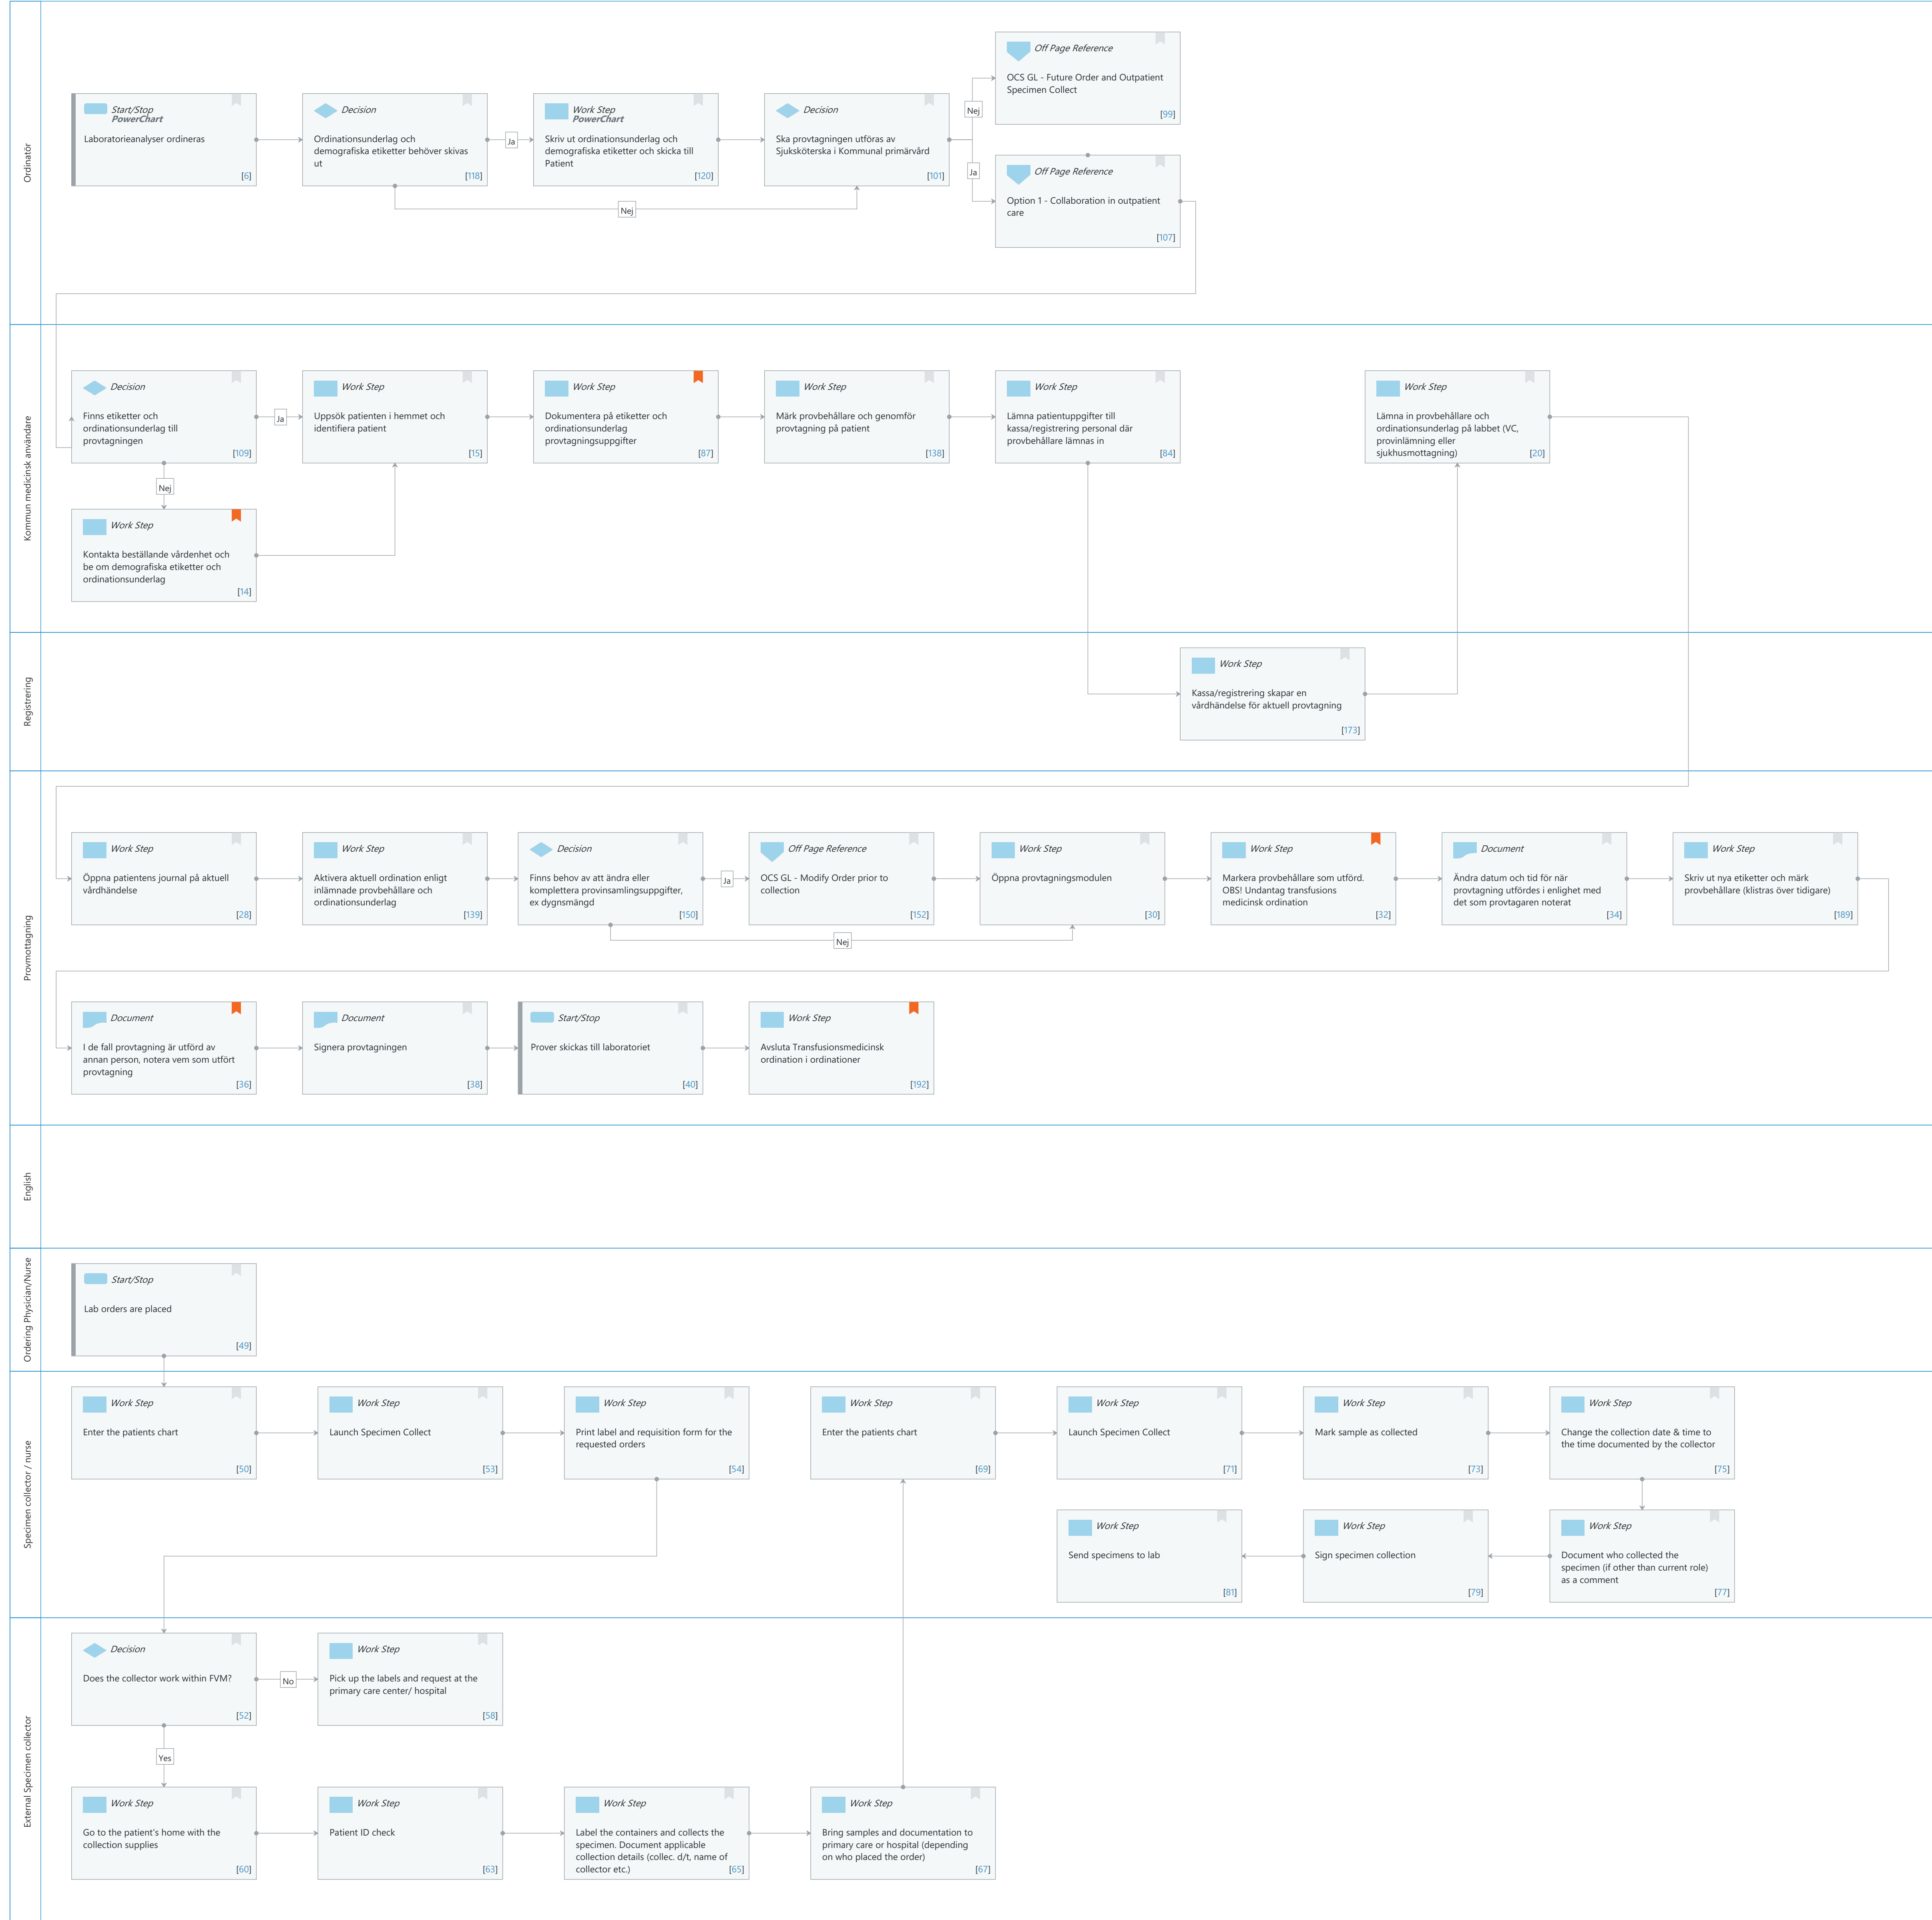 Ordinatör
Start/Stop
PowerChart
Laboratorieanalyser ordineras
[6]
Decision
Ordinationsunderlag och
demografiska etiketter behöver skivas
ut
[118]
Ja
Nej
Work Step
PowerChart
Skriv ut ordinationsunderlag och
demografiska etiketter och skicka till
Patient
[120]
Decision
Ska provtagningen utföras av
Sjuksköterska i Kommunal primärvård
[101]
Nej
Ja
Off Page Reference
OCS GL - Future Order and Outpatient
Specimen Collect
[99]
Off Page Reference
Option 1 - Collaboration in outpatient
care
[107]
Kommun medicinsk användare
Decision
Finns etiketter och
ordinationsunderlag till
provtagningen
[109]
Ja
Nej
Work Step
Uppsök patienten i hemmet och
identifiera patient
[15]
Work Step
Dokumentera på etiketter och
ordinationsunderlag
provtagningsuppgifter
[87]
Work Step
Märk provbehållare och genomför
provtagning på patient
[138]
Work Step
Lämna patientuppgifter till
kassa/registrering personal där
provbehållare lämnas in
[84]
Work Step
Lämna in provbehållare och
ordinationsunderlag på labbet (VC,
provinlämning eller
sjukhusmottagning)
[20]
Work Step
Kontakta beställande vårdenhet och
be om demografiska etiketter och
ordinationsunderlag
[14]
Registrering
Work Step
Kassa/registrering skapar en
vårdhändelse för aktuell provtagning
[173]
Provmottagning
Work Step
Öppna patientens journal på aktuell
vårdhändelse
[28]
Work Step
Aktivera aktuell ordination enligt
inlämnade provbehållare och
ordinationsunderlag
[139]
Decision
Finns behov av att ändra eller
komplettera provinsamlingsuppgifter,
ex dygnsmängd
[150]
Ja
Nej
Off Page Reference
OCS GL - Modify Order prior to
collection
[152]
Work Step
Öppna provtagningsmodulen
[30]
Work Step
Markera provbehållare som utförd.
OBS! Undantag transfusions
medicinsk ordination
[32]
Document
Ändra datum och tid för när
provtagning utfördes i enlighet med
det som provtagaren noterat
[34]
Work Step
Skriv ut nya etiketter och märk
provbehållare (klistras över tidigare)
[189]
Document
I de fall provtagning är utförd av
annan person, notera vem som utfört
provtagning
[36]
Document
Signera provtagningen
[38]
Start/Stop
Prover skickas till laboratoriet
[40]
Work Step
Avsluta Transfusionsmedicinsk
ordination i ordinationer
[192]
English
Ordering Physician/Nurse
Start/Stop
Lab orders are placed
[49]
Specimen collector / nurse
Work Step
Enter the patients chart
[50]
Work Step
Launch Specimen Collect
[53]
Work Step
Print label and requisition form for the
requested orders
[54]
Work Step
Enter the patients chart
[69]
Work Step
Launch Specimen Collect
[71]
Work Step
Mark sample as collected
[73]
Work Step
Change the collection date & time to
the time documented by the collector
[75]
Work Step
Send specimens to lab
[81]
Work Step
Sign specimen collection
[79]
Work Step
Document who collected the
specimen (if other than current role)
as a comment
[77]
External Specimen collector
Decision
Does the collector work within FVM?
[52]
No
Yes
Work Step
Pick up the labels and request at the
primary care center/ hospital
[58]
Work Step
Go to the patient's home with the
collection supplies
[60]
Work Step
Patient ID check
[63]
Work Step
Label the containers and collects the
specimen. Document applicable
collection details (collec. d/t, name of
collector etc.)
[65]
Work Step
Bring samples and documentation to
primary care or hospital (depending
on who placed the order)
[67]